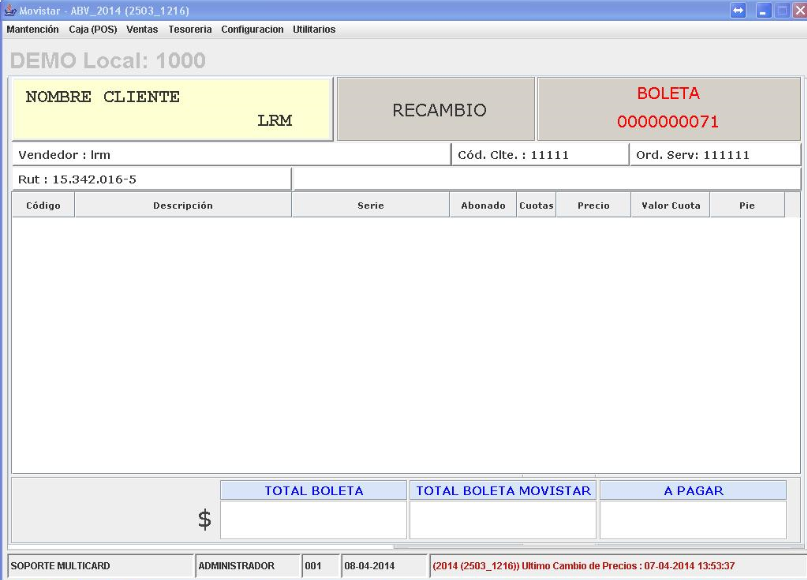 Movistar - ABV_2014 (2503_1216)
Mantención Caja (POS) Ventas Tesoreria Configuracion Utilitarios
DEMO Local: 1000
NOMBRE CLIENTE
LRM
RECAMBIO
BOLETA
0000000071
Vendedor : lrm
Cód. Clte. : 11111
Ord. Serv: 111111
Rut : 15.342.016-5
Código Descripción Serie Abonado Cuotas Precio Valor Cuota Pie
TOTAL BOLETA TOTAL BOLETA MOVISTAR A PAGAR
$
SOPORTE MULTICARD ADMINISTRADOR 001 08-04-2014 (2014 (2503_1216)) Ultimo Cambio de Precios : 07-04-2014 13:53:37